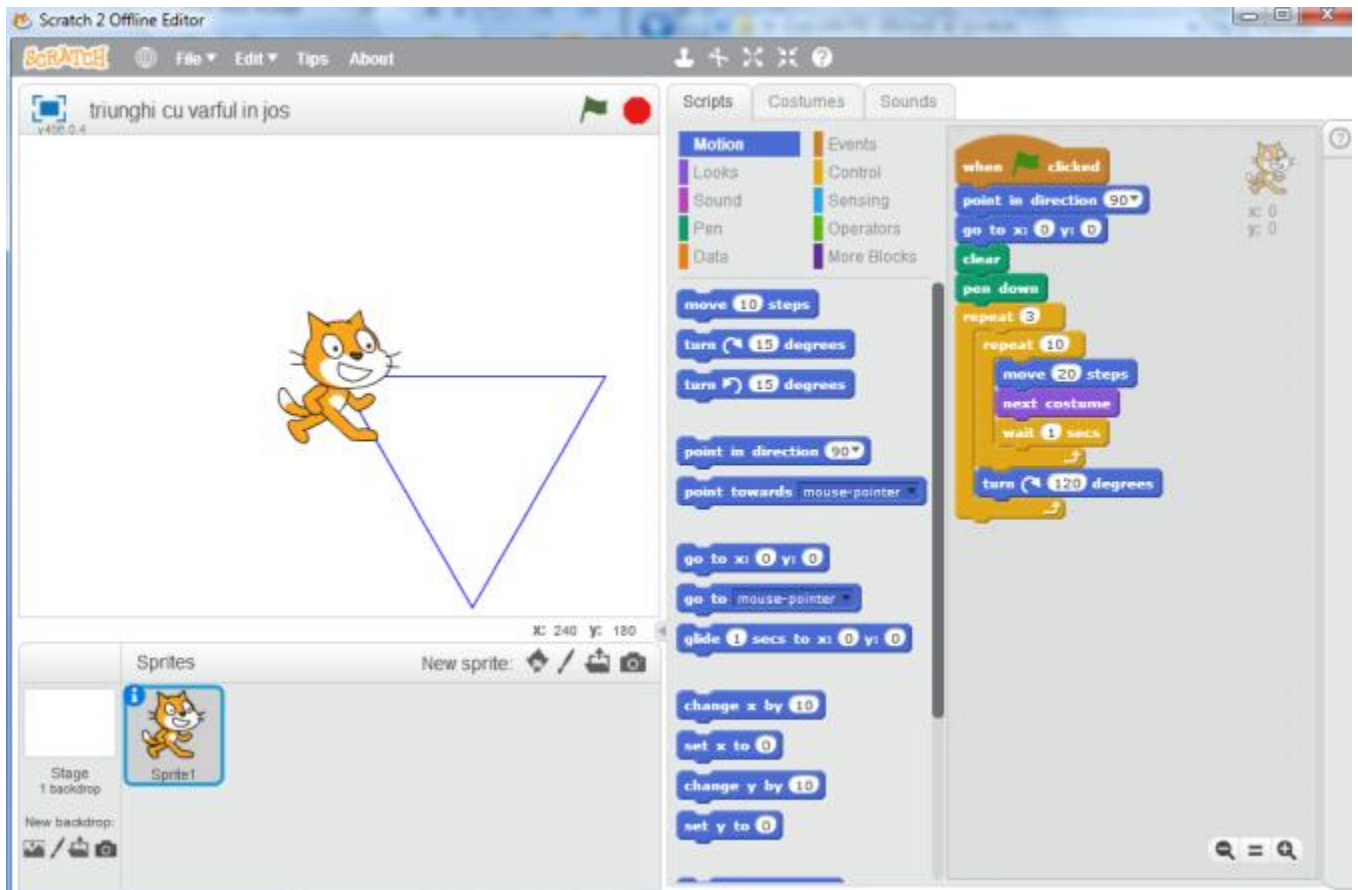 Scratch 2 Offline Editor
SCRATCH File Edit Tips About
triunghi cu varful in jos
v456.0.4
Scripts Costumes Sounds
Motion Events
Looks Control
Sound Sensing
Pen Operators
Data More Blocks
move 10 steps
turn 15 degrees
turn 15 degrees
point in direction 90
point towards mouse-pointer
go to x: 0 y: 0
go to mouse-pointer
glide 1 secs to x: 0 y: 0
change x by 10
set x to 0
change y by 10
set y to 0
when clicked
point in direction 90
go to x: 0 y: 0
clear
pen down
repeat 3
repeat 10
move 20 steps
next costume
wait 1 secs
turn 120 degrees
x: 0
y: 0
X: 240 y: 180
Sprites New sprite:
Sprite1
Stage
1 backdrop
New backdrop: